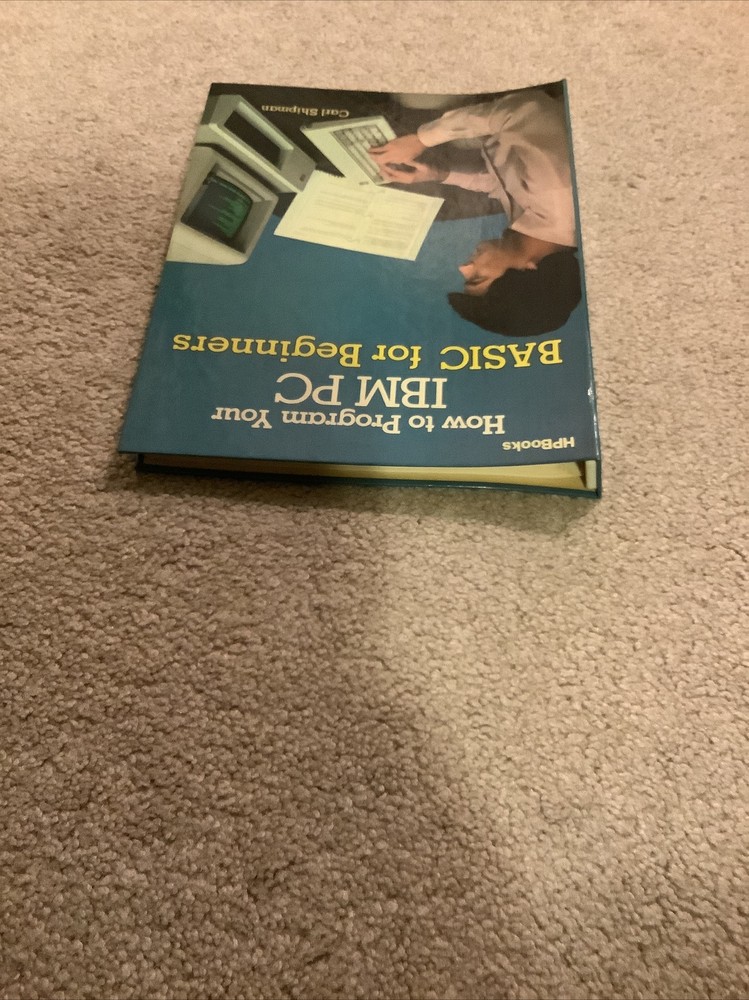 HPBooks
How to Program Your
IBM PC
BASIC for Beginners
Carl Shipman